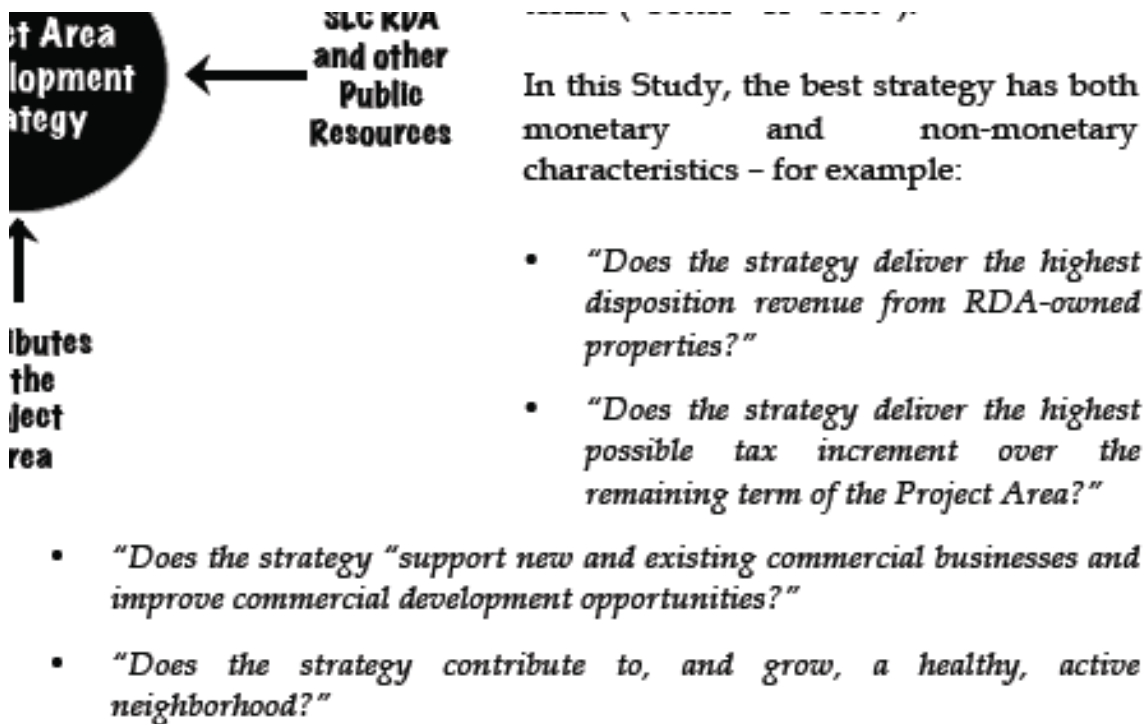 et Area
lopment
ategy
SLC RDA
and other
Public
Resources
ibutes
the
ject
rea
In this Study, the best strategy has both
monetary and non-monetary
characteristics – for example:
• “Does the strategy deliver the highest
disposition revenue from RDA-owned
properties?”
• “Does the strategy deliver the highest
possible tax increment over the
remaining term of the Project Area?”
• “Does the strategy “support new and existing commercial businesses and
improve commercial development opportunities?”
• “Does the strategy contribute to, and grow, a healthy, active
neighborhood?”